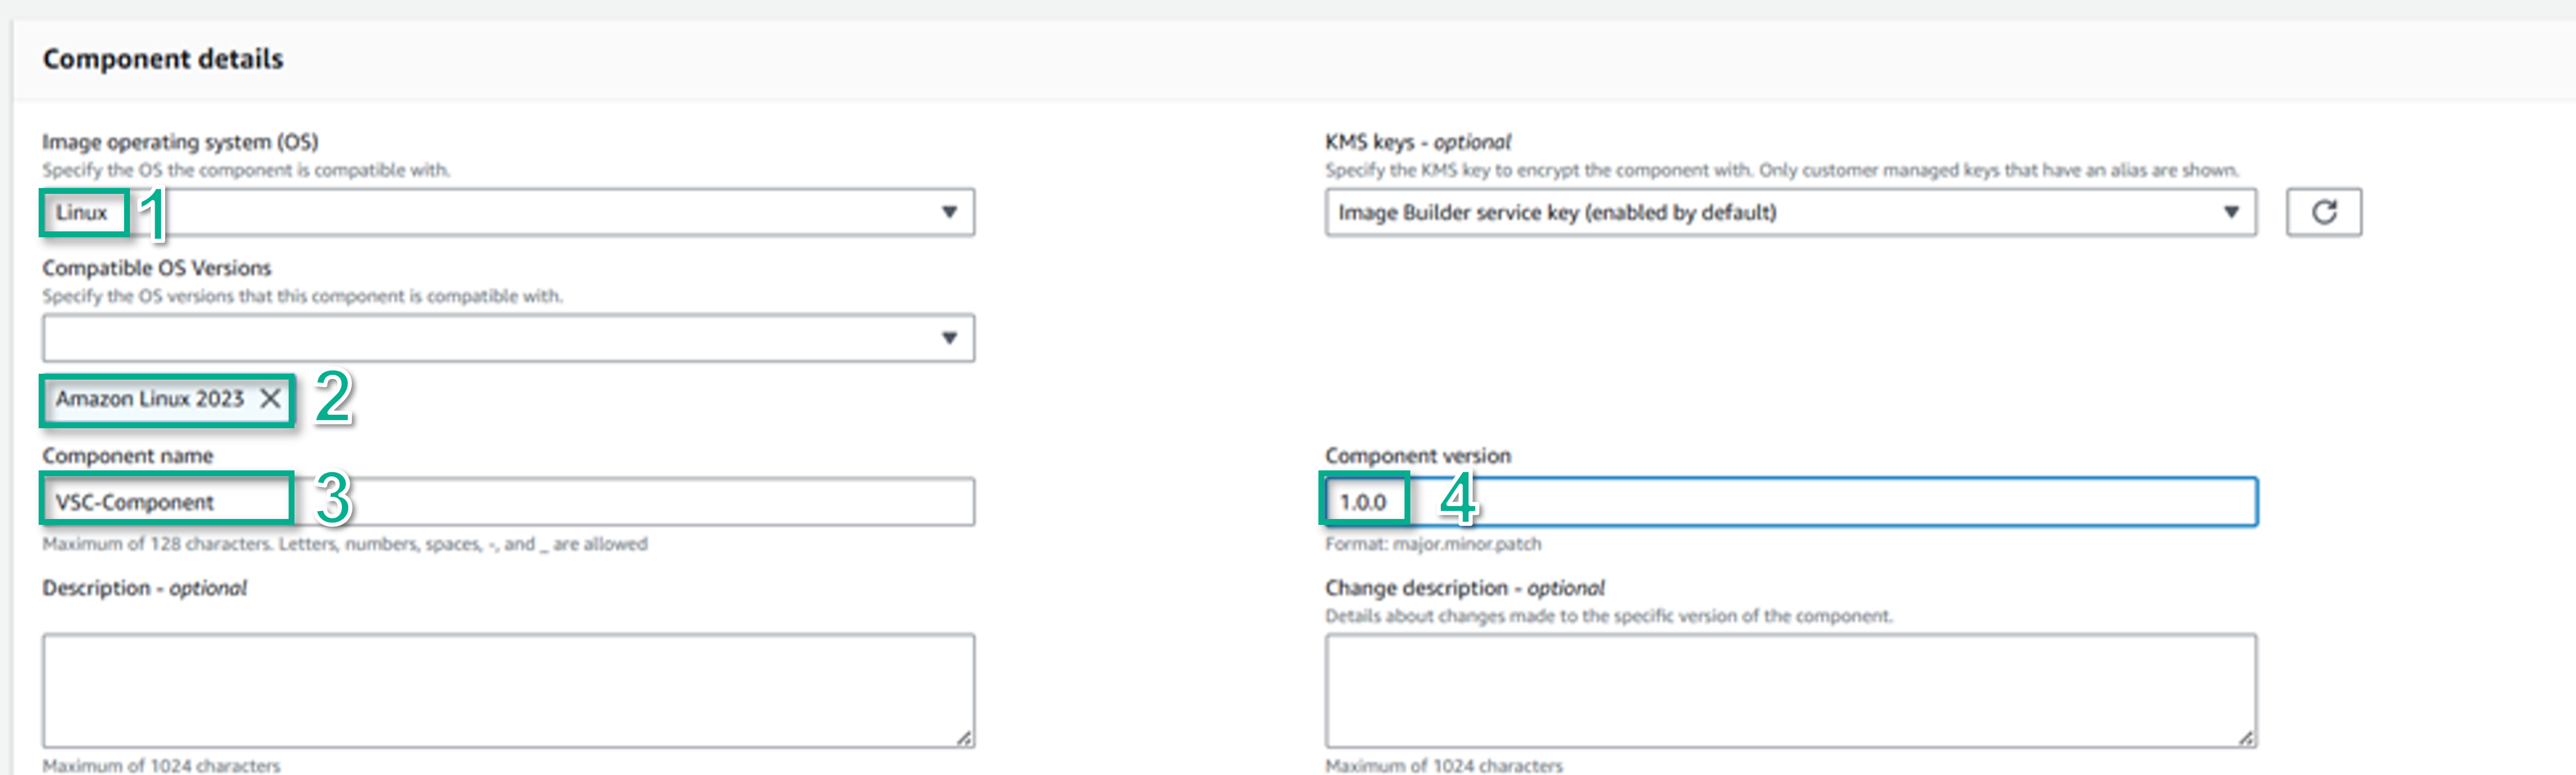 Component details
Image operating system (OS)
Specify the OS the component is compatible with.
Linux
1
KMS keys - optional
Specify the KMS key to encrypt the component with. Only customer managed keys that have an alias are shown.
Image Builder service key (enabled by default)
Compatible OS Versions
Specify the OS versions that this component is compatible with.
Amazon Linux 2023
2
Component name
VSC-Component
3
Maximum of 128 characters. Letters, numbers, spaces, -, and _ are allowed
Component version
1.0.0
4
Format: major.minor.patch
Description - optional
Maximum of 1024 characters
Change description - optional
Details about changes made to the specific version of the component.
Maximum of 1024 characters